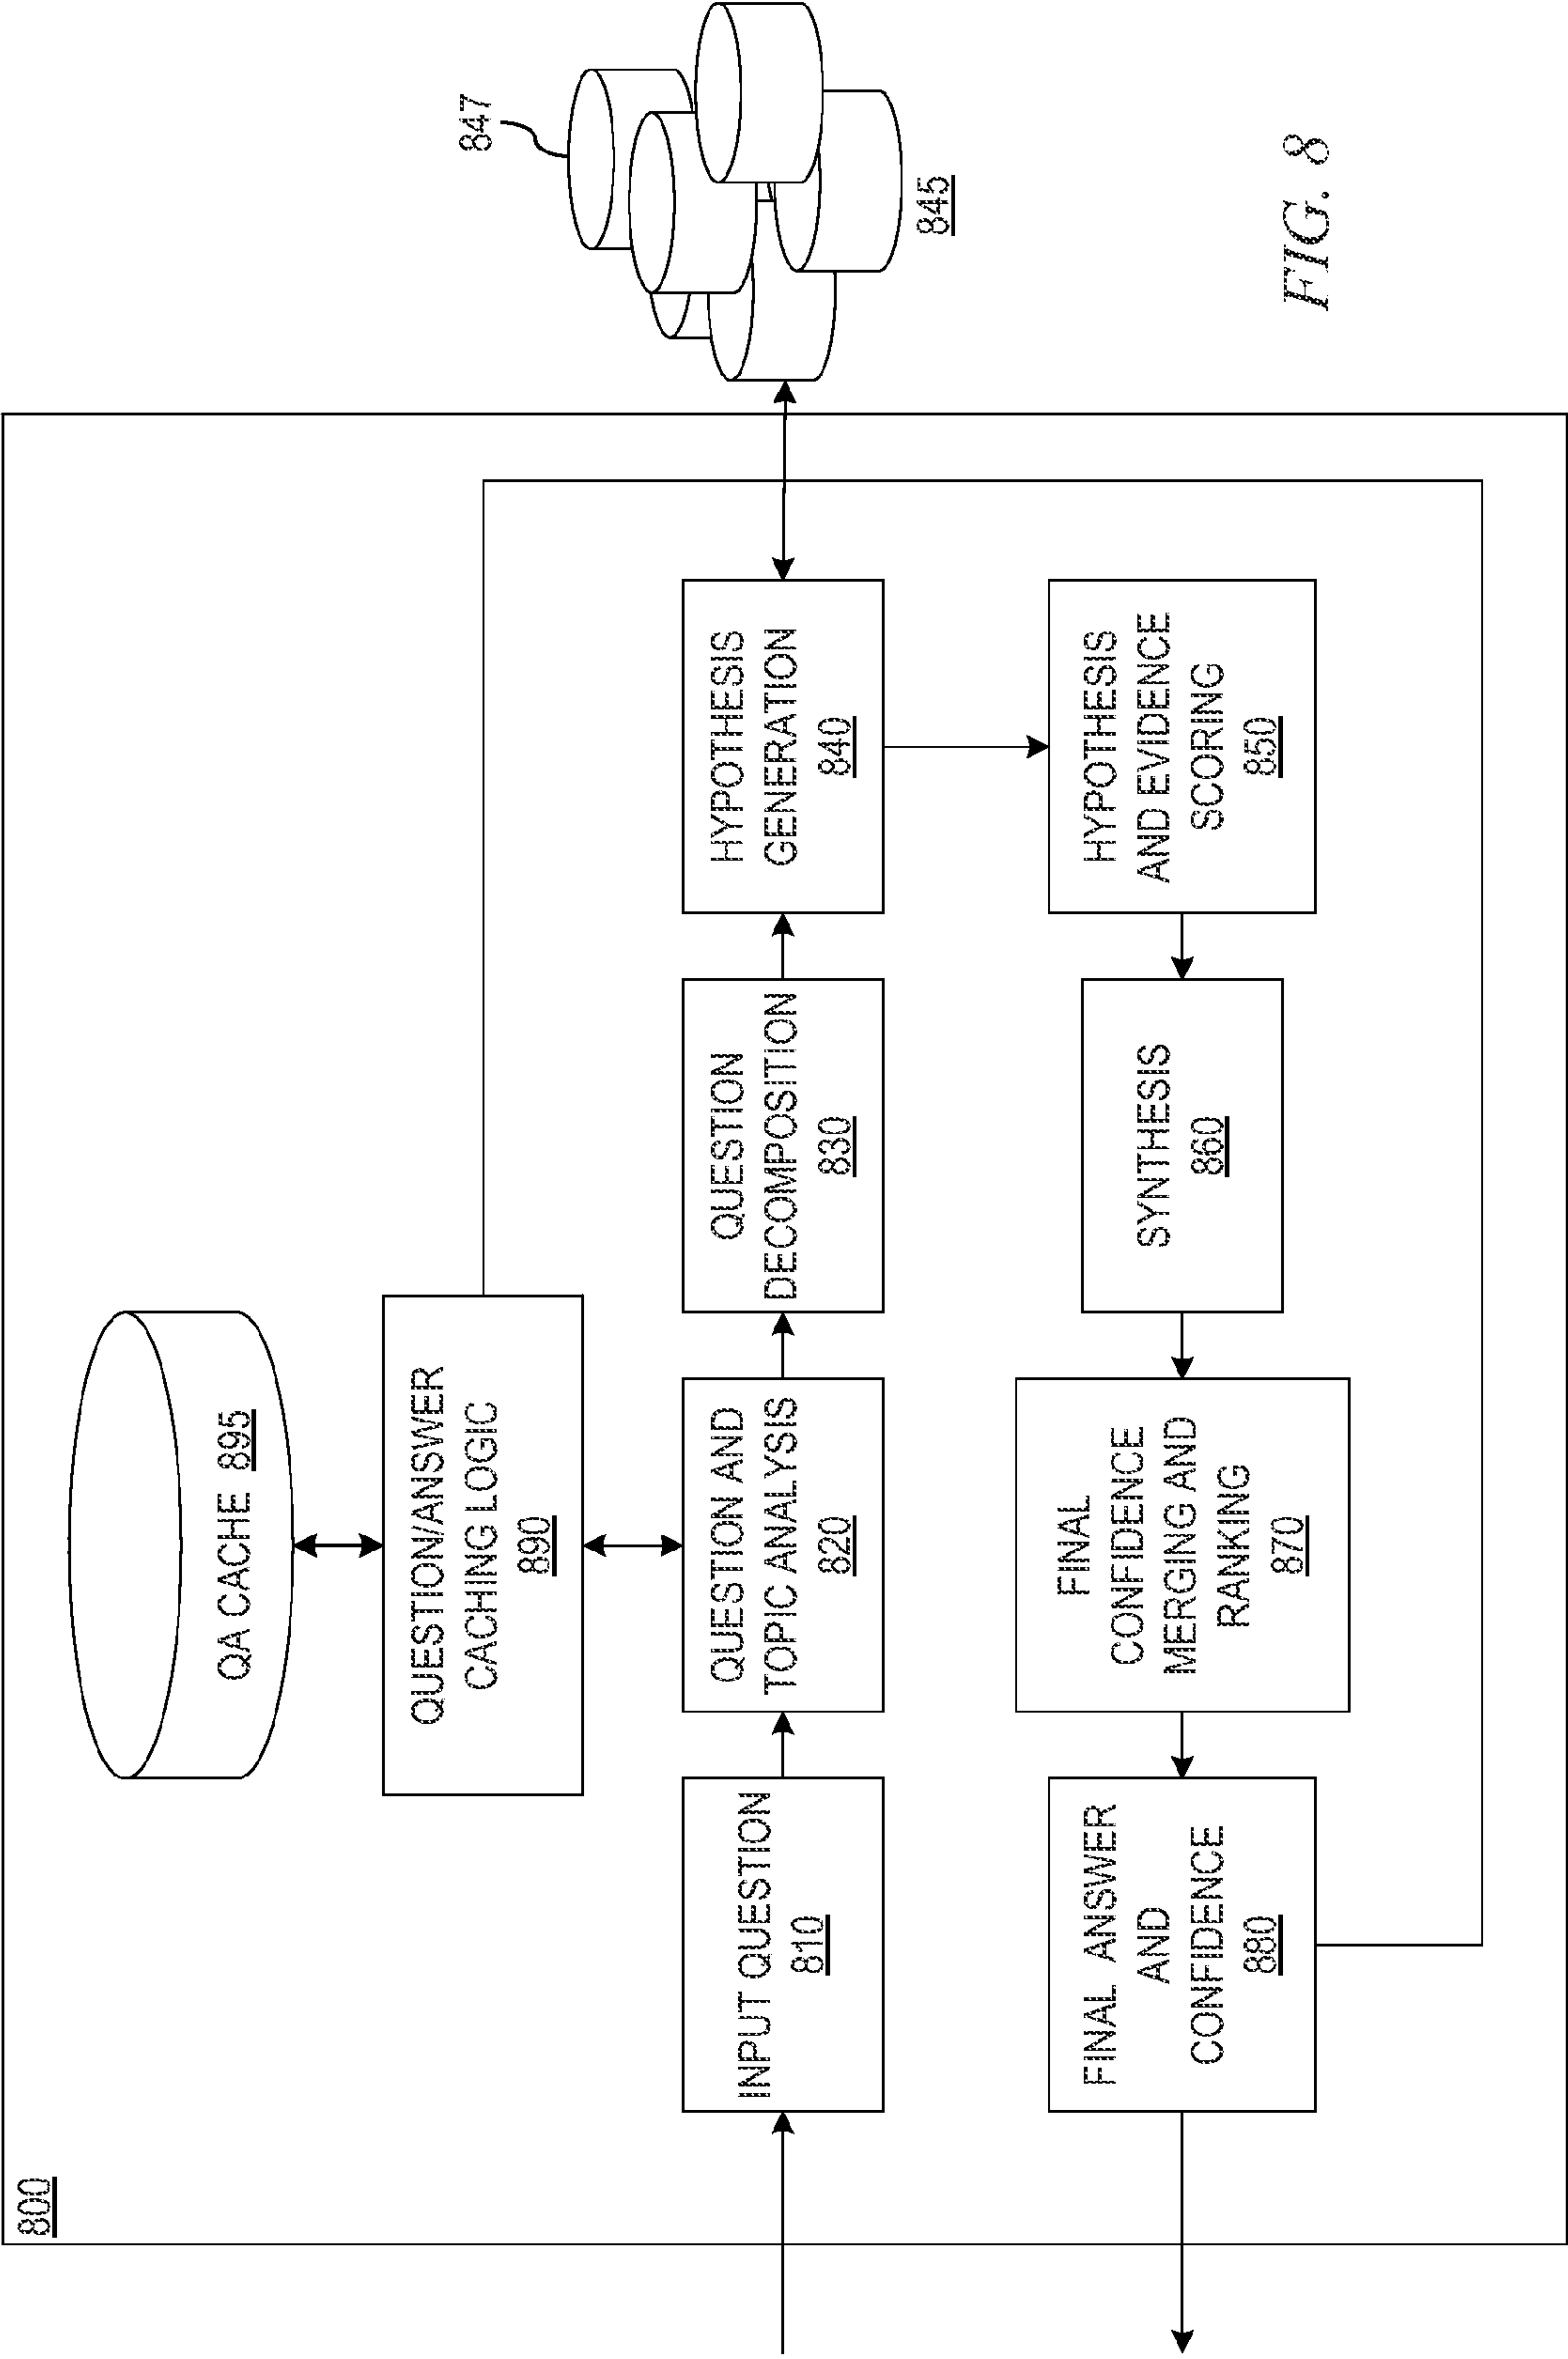 800
QA CACHE 895
QUESTION/ANSWER
CACHING LOGIC
890
INPUT QUESTION
810
QUESTION AND
TOPIC ANALYSIS
820
QUESTION
DECOMPOSITION
830
HYPOTHESIS
GENERATION
840
847
845
FINAL ANSWER
AND
CONFIDENCE
880
FINAL
CONFIDENCE
MERGING AND
RANKING
870
SYNTHESIS
860
HYPOTHESIS
AND EVIDENCE
SCORING
850
FIG. 8